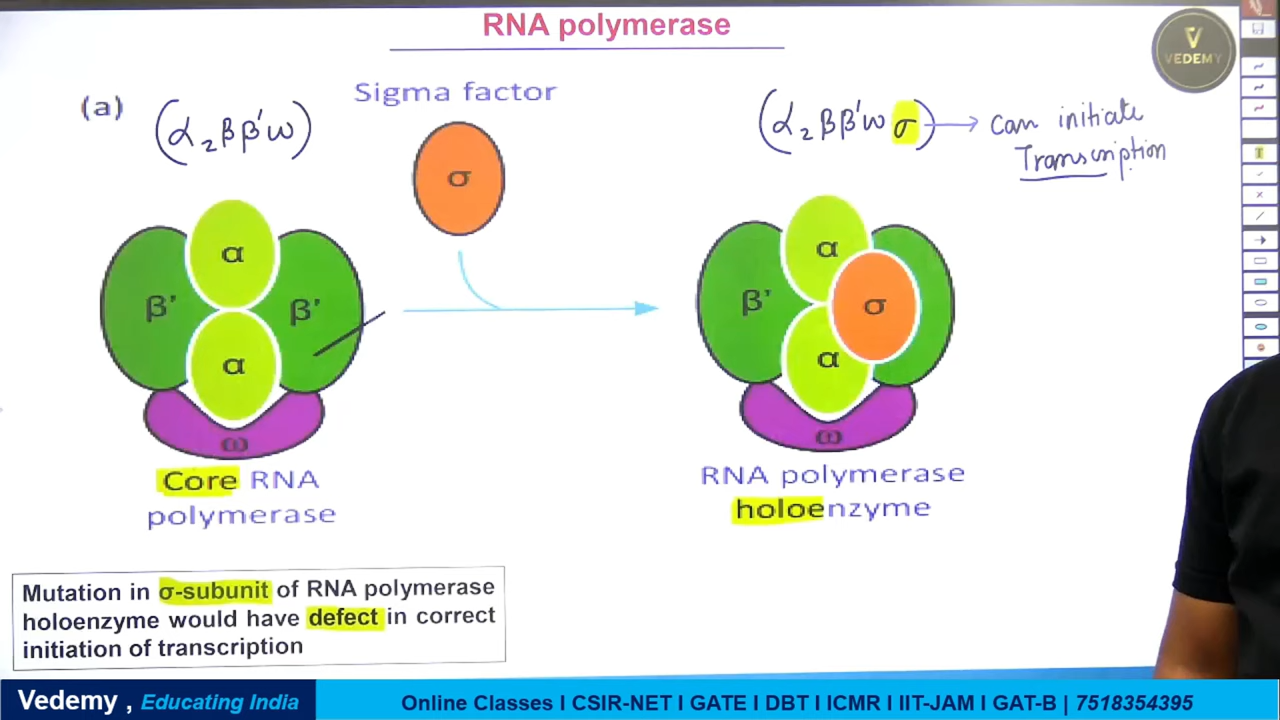 RNA polymerase
V
VEDEMY
(a)
(α₂ββ'ω)
Sigma factor
(α₂ββ'ωσ) → can initiate
Transcription
σ
α
β'
β'
α
ω
Core RNA
polymerase
α
β'
σ
α
ω
RNA polymerase
holoenzyme
T
Mutation in σ-subunit of RNA polymerase
holoenzyme would have defect in correct
initiation of transcription
Vedemy , Educating India
Online Classes I CSIR-NET I GATE I DBT I ICMR I IIT-JAM I GAT-B | 7518354395